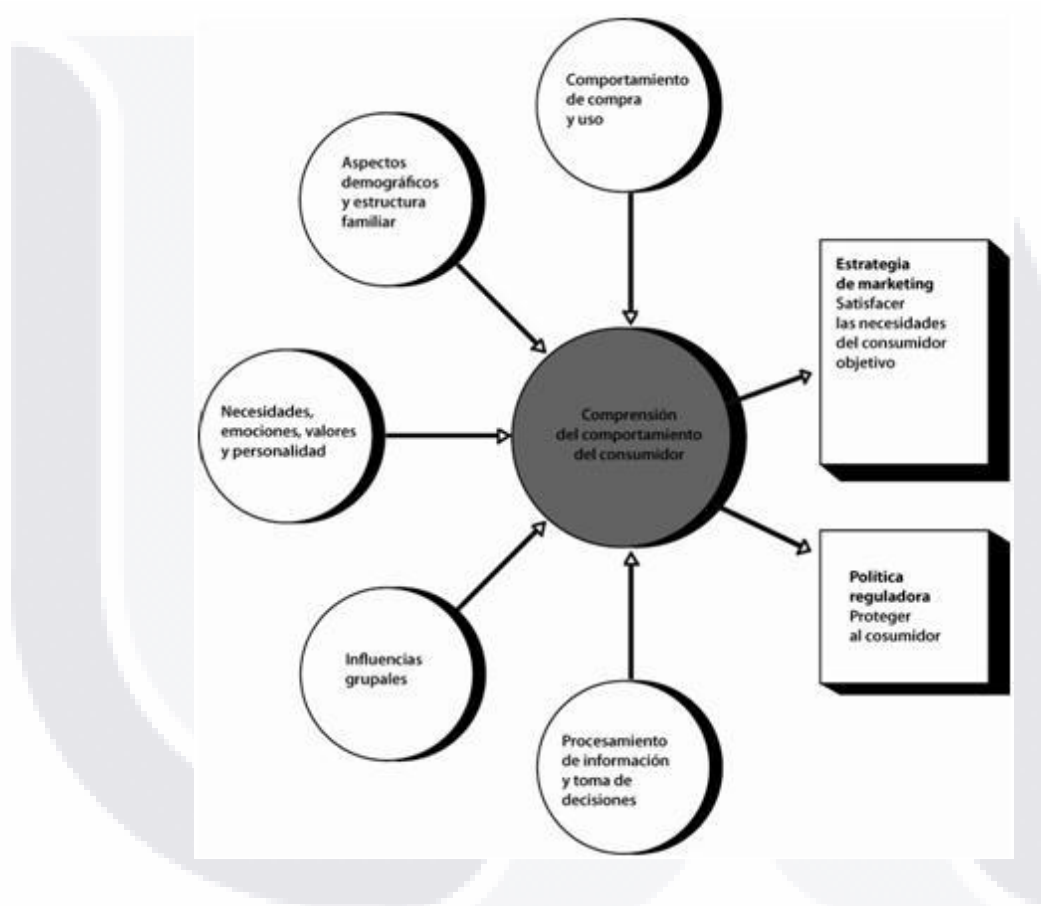 Comportamiento
de compra
y uso
Aspectos
demográficos
y estructura
familiar
Estrategia
de marketing
Satisfacer
las necesidades
del consumidor
objetivo
Necesidades,
emociones, valores
y personalidad
Comprensión
del comportamiento
del consumidor
Política
reguladora
Proteger
al cosumidor
Influencias
grupales
Procesamiento
de información
y toma de
decisiones